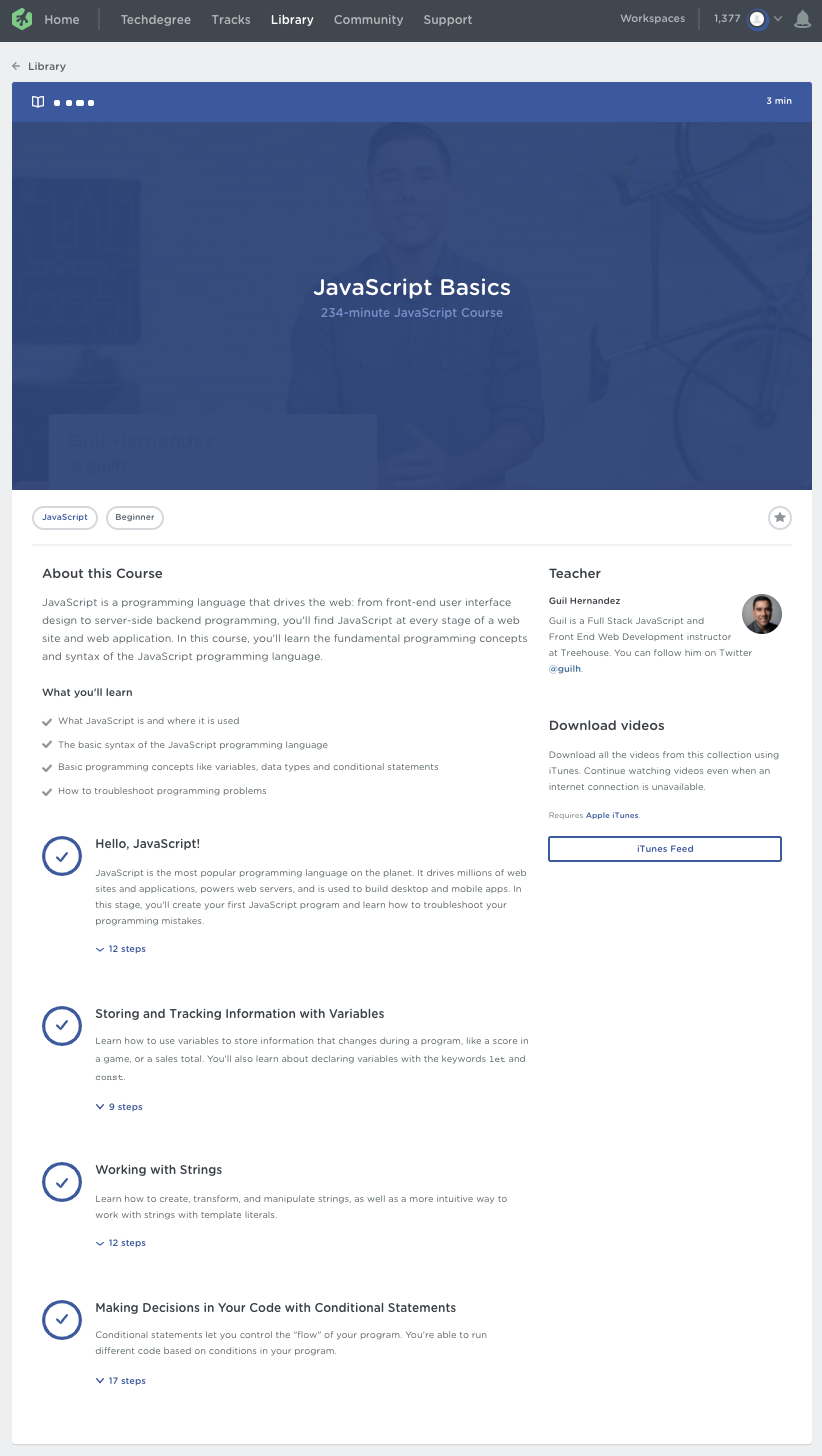 Home
Techdegree
Tracks
Library
Community
Support
Workspaces
1,377
Library
3 min
JavaScript Basics
234-minute JavaScript Course
Guil Hernandez
@guilh
JavaScript
Beginner
About this Course
JavaScript is a programming language that drives the web: from front-end user interface
design to server-side backend programming, you'll find JavaScript at every stage of a web
site and web application. In this course, you'll learn the fundamental programming concepts
and syntax of the JavaScript programming language.
What you'll learn
What JavaScript is and where it is used
The basic syntax of the JavaScript programming language
Basic programming concepts like variables, data types and conditional statements
How to troubleshoot programming problems
Hello, JavaScript!
JavaScript is the most popular programming language on the planet. It drives millions of web
sites and applications, powers web servers, and is used to build desktop and mobile apps. In
this stage, you'll create your first JavaScript program and learn how to troubleshoot your
programming mistakes.
12 steps
Storing and Tracking Information with Variables
Learn how to use variables to store information that changes during a program, like a score in
a game, or a sales total. You'll also learn about declaring variables with the keywords let and
const.
9 steps
Working with Strings
Learn how to create, transform, and manipulate strings, as well as a more intuitive way to
work with strings with template literals.
12 steps
Making Decisions in Your Code with Conditional Statements
Conditional statements let you control the "flow" of your program. You're able to run
different code based on conditions in your program.
17 steps
Teacher
Guil Hernandez
Guil is a Full Stack JavaScript and
Front End Web Development instructor
at Treehouse. You can follow him on Twitter
@guilh.
Download videos
Download all the videos from this collection using
iTunes. Continue watching videos even when an
internet connection is unavailable.
Requires Apple iTunes.
iTunes Feed